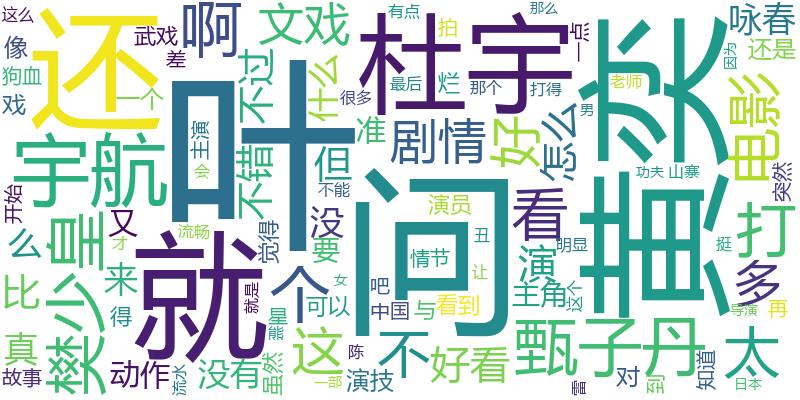 这么
像
狗血
戏
还
武戏
差
一个
啊
叶
主演
会
文戏
不过
不错
什么
很多
但
不能
准
有点
最后
杜宇
拍
烂
那个
剧情
好
那么
打得
怎么
一点
男
老师
黄奕
因为
电影
咏春
还是
功夫
山寨
突然
宇航
皇
樊少
开始
么
又
才
来
得
比
真
故事
动作
流畅
流水
没有
就
就是
觉得
没
要
个
可以
虽然
星
熊
女
这
一部
问
吧
中国
陈
演技
不
情节
演员
与
看到
好看
丑
让
看
演
主角
这个
明显
甄子丹
雷
对
到
知道
挺
打
多
导演
再
太
日本